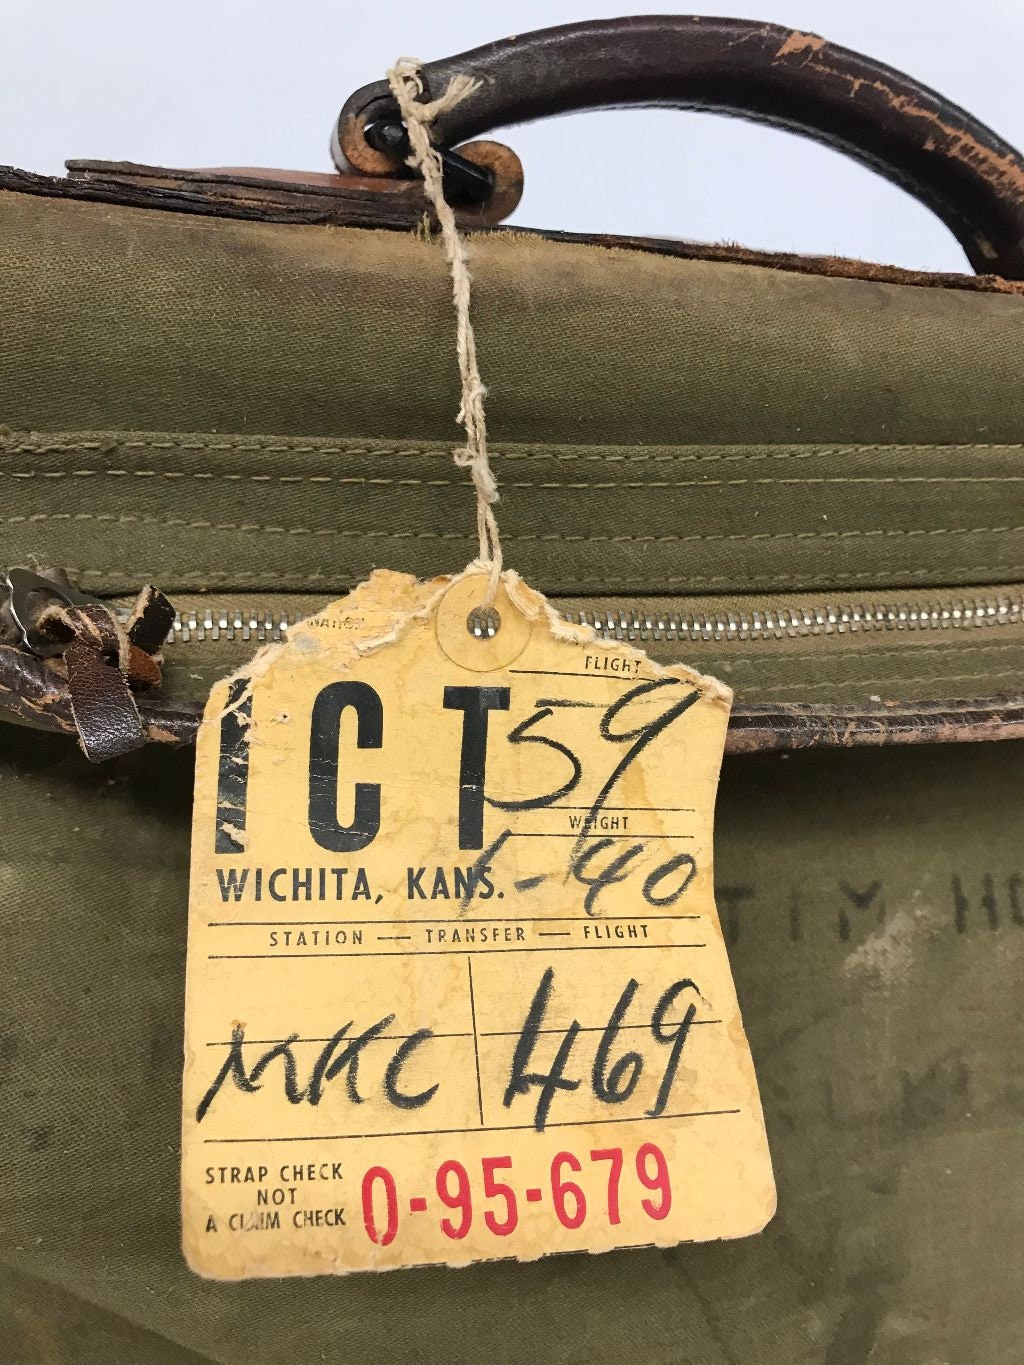 FLIGHT
ICT 59
WEIGHT
WICHITA, KANS. 1-40
STATION — TRANSFER — FLIGHT
MKC 469
STRAP CHECK
NOT
A CLAIM CHECK
0-95-679